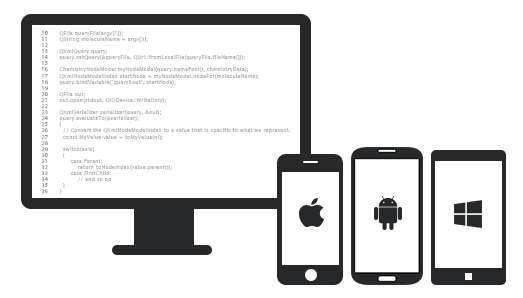 10 QFile queryFile(argv[1]);
11 QString moleculeName = argv[3];
12
13 QXmlQuery query;
14 query.setQuery(&queryFile, QUrl::fromLocalFile(queryFile.fileName()));
15
16 ChemistryNodeModel myNodeModel(query.namePool(), chemistryData);
17 QXmlNodeModelIndex startNode = myNodeModel.nodeFor(moleculeName);
18 query.bindVariable("queryRoot", startNode);
19
20 QFile out;
21 out.open(stdout, QIODevice::WriteOnly);
22
23 QXmlSerializer serializer(query, &out);
24 query.evaluateTo(&serializer);
25 {
26 // Convert the QXmlNodeModelIndex to a value that is specific to what we represent.
27 const MyValue value = toMyValue(ni);
28
29 switch(axis)
30 {
31 case Parent:
32 return toNodeIndex(value.parent());
33 case FirstChild:
34 // and so on
35 }
36 }